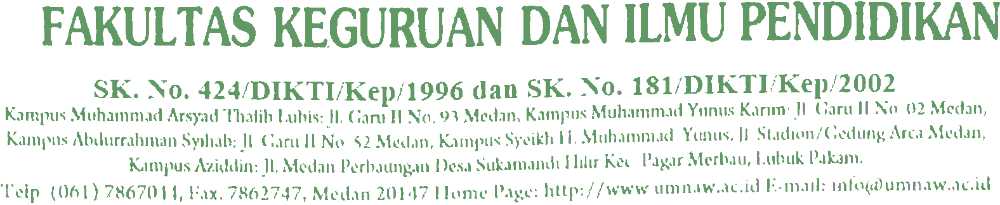 FAKULTAS KEGURUAN DAN ILMU PENDIDIKAN
SK. No. 424/DIKTI/Kep/1996 dan SK. No. 181/DIKTI/Kep/2002
Kampus Muhammad Arsyad Thalib Lubis: Jl. Garu II No. 93 Medan, Kampus Muhammad Yunus Karim: Jl Garu II No 02 Medan,
Kampus Abdurrahman Syihab: Jl Garu II No 52 Medan, Kampus Syeikh H. Muhammad Yunus, Jl Stadion/Gedung Arca Medan,
Kampus Aziddin: Jl. Medan Perbaungan Desa Sukamandi Hilir Kec Pagar Merbau, Lubuk Pakam.
Telp (061) 7867044, Fax. 7862747, Medan 20147 Home Page: http://www umnaw.ac.id E-mail: info@umnaw.ac.id